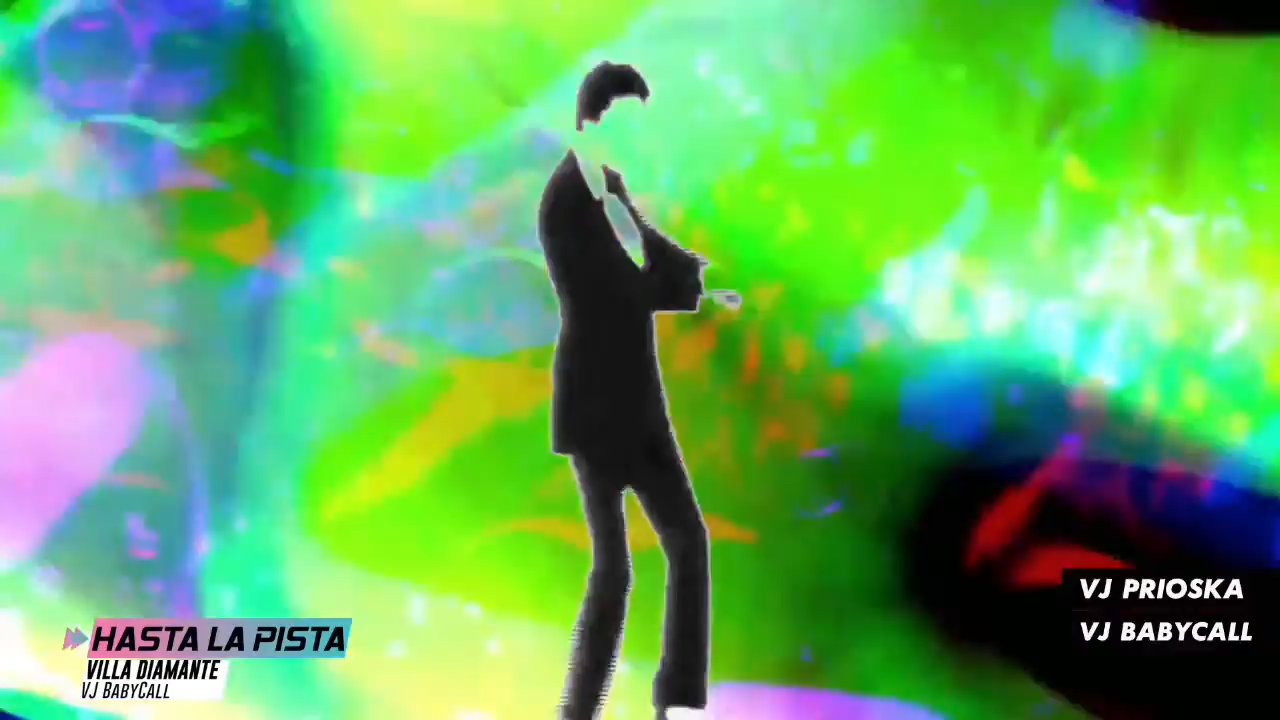 HASTA LA PISTA
VILLA DIAMANTE
VJ BABYCALL
VJ PRIOSKA
VJ BABYCALL